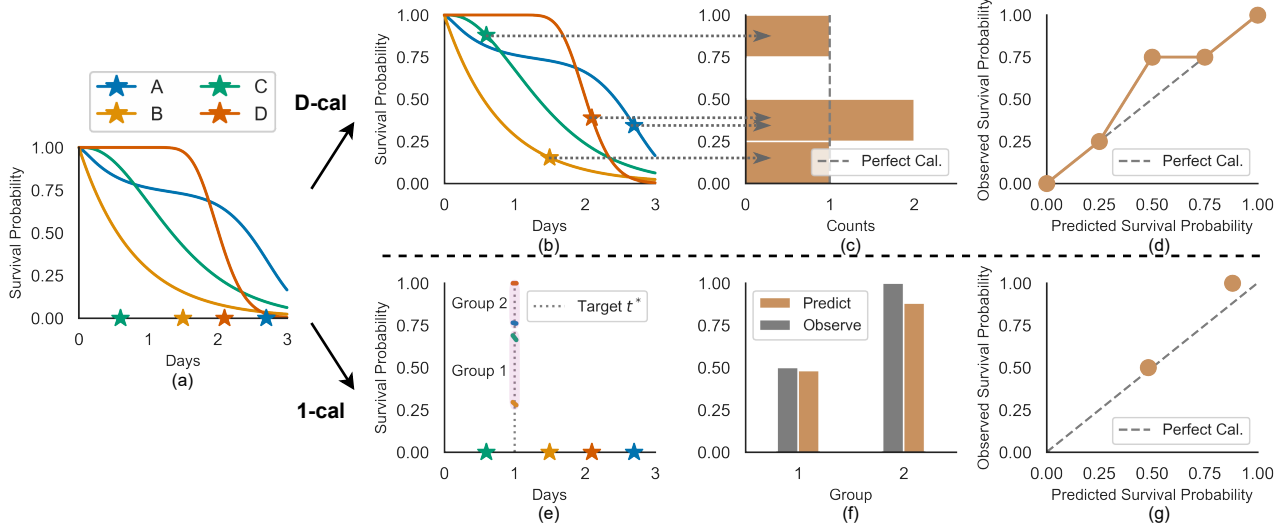 A
B
C
D
1.00
0.75
0.50
0.25
0.00
Survival Probability
0
1
2
3
Days
(a)
D-cal
1-cal
1.00
0.75
0.50
0.25
0.00
Survival Probability
0
1
2
3
Days
(b)
1.00
0.75
0.50
0.25
0.00
Perfect Cal.
0
1
2
Counts
(c)
1.00
0.75
0.50
0.25
0.00
Observed Survival Probability
Perfect Cal.
0.00
0.25
0.50
0.75
1.00
Predicted Survival Probability
(d)
1.00
0.75
0.50
0.25
0.00
Survival Probability
Group 2
Group 1
Target t*
0
1
2
3
Days
(e)
1.00
0.75
0.50
0.25
0.00
Predict
Observe
1
2
Group
(f)
1.00
0.75
0.50
0.25
0.00
Observed Survival Probability
Perfect Cal.
0.00
0.25
0.50
0.75
1.00
Predicted Survival Probability
(g)